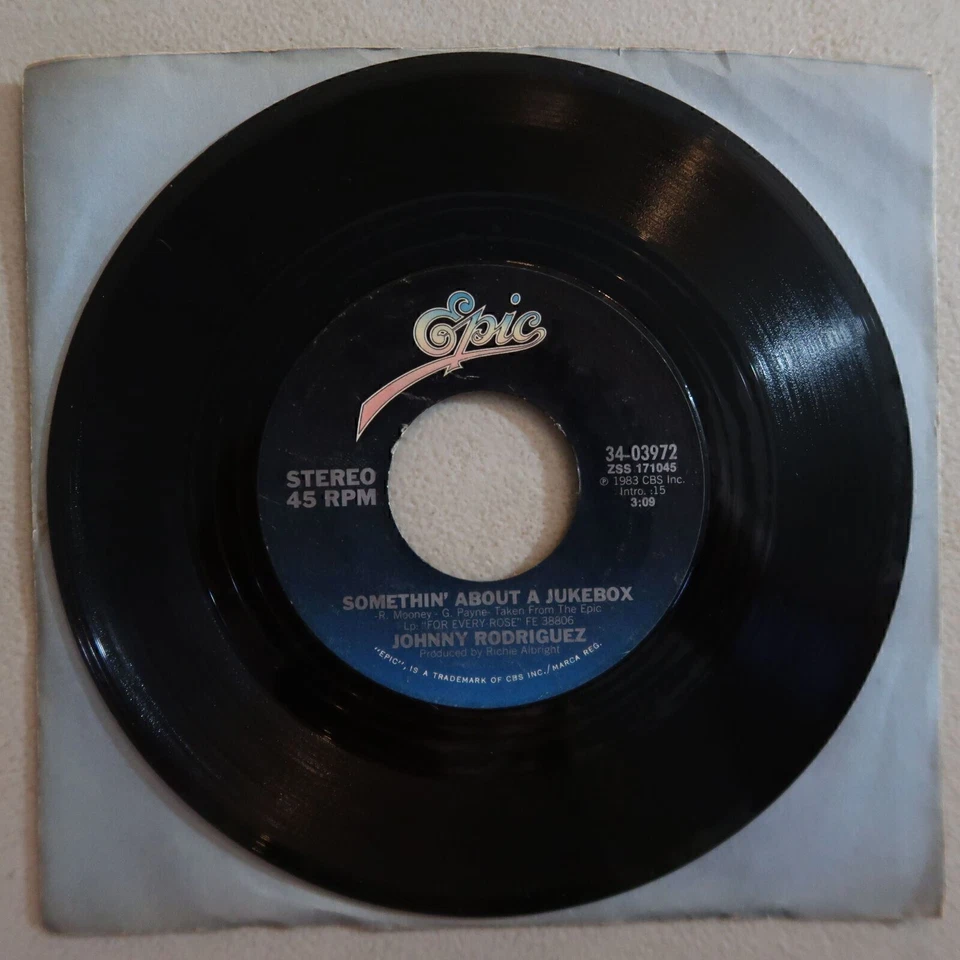 Epic
STEREO
45 RPM
34-03972
ZSS 171045
℗ 1983 CBS Inc.
Intro. :15
3:09
SOMETHIN' ABOUT A JUKEBOX
-R. Mooney - G. Payne- Taken From The Epic
Lp: "FOR EVERY ROSE" FE 38806
JOHNNY RODRIGUEZ
Produced by Richie Albright
"EPIC", IS A TRADEMARK OF CBS INC./MARCA REG.